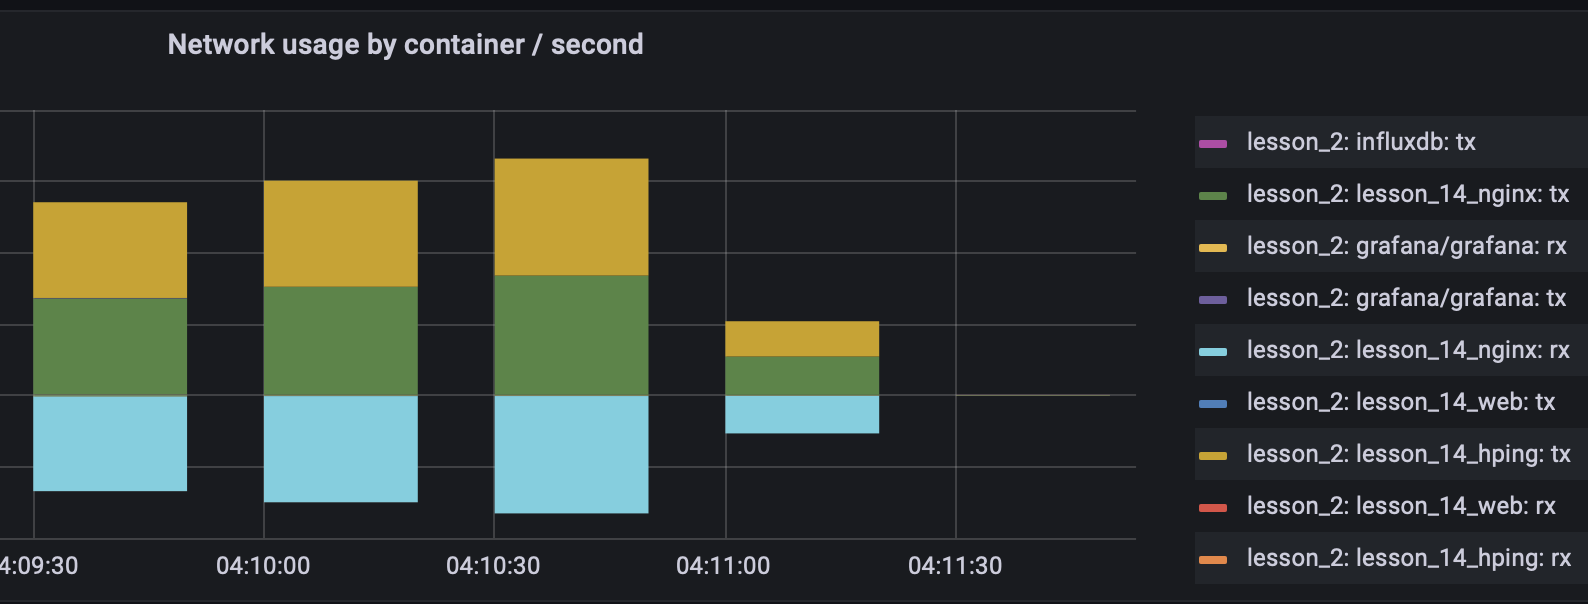 Network usage by container / second
lesson_2: influxdb: tx
lesson_2: lesson_14_nginx: tx
lesson_2: grafana/grafana: rx
lesson_2: grafana/grafana: tx
lesson_2: lesson_14_nginx: rx
lesson_2: lesson_14_web: tx
lesson_2: lesson_14_hping: tx
lesson_2: lesson_14_web: rx
lesson_2: lesson_14_hping: rx
4:09:30 04:10:00 04:10:30 04:11:00 04:11:30